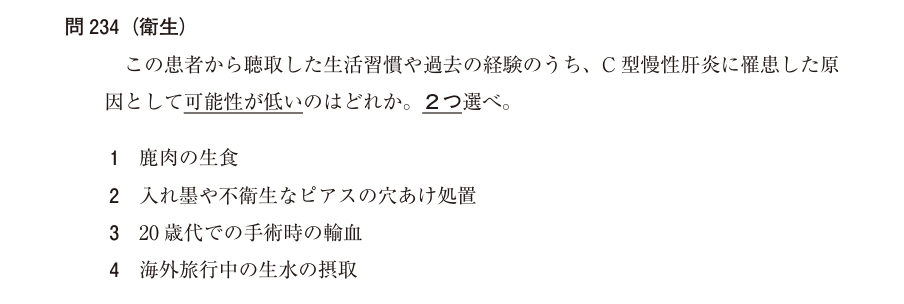 問 234（衛生）
この患者から聴取した生活習慣や過去の経験のうち、C 型慢性肝炎に罹患した原
因として可能性が低いのはどれか。２つ選べ。
1 鹿肉の生食
2 入れ墨や不衛生なピアスの穴あけ処置
3 20 歳代での手術時の輸血
4 海外旅行中の生水の摂取